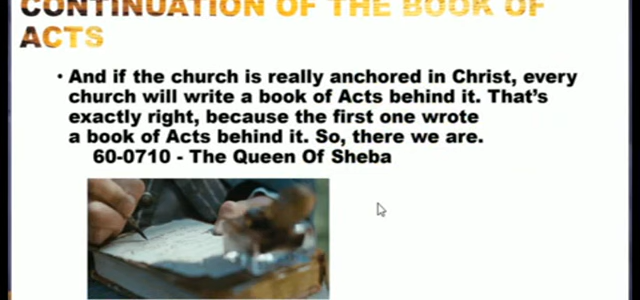 CONTINUATION OF THE BOOK OF
ACTS
• And if the church is really anchored in Christ, every
church will write a book of Acts behind it. That's
exactly right, because the first one wrote
a book of Acts behind it. So, there we are.
60-0710 - The Queen Of Sheba